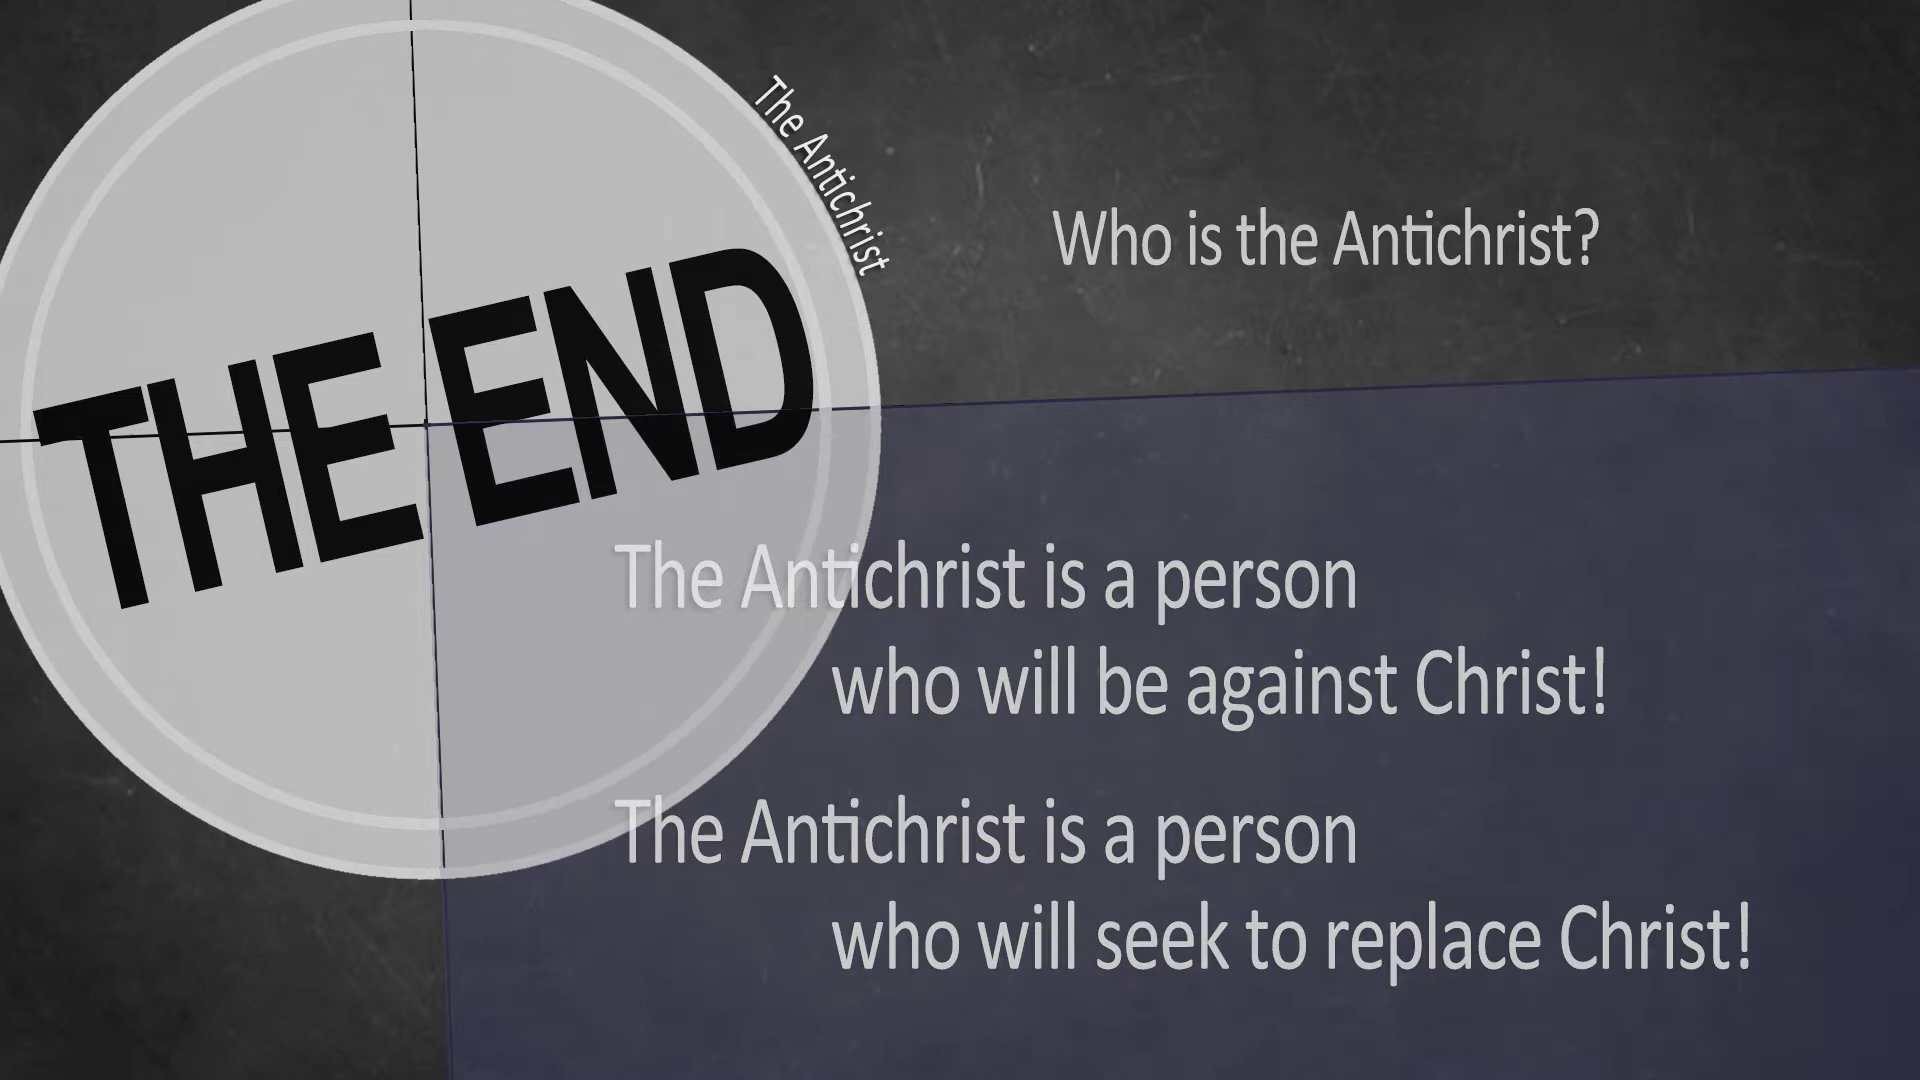 THE END
The Antichrist
Who is the Antichrist?
The Antichrist is a person
who will be against Christ!
The Antichrist is a person
who will seek to replace Christ!